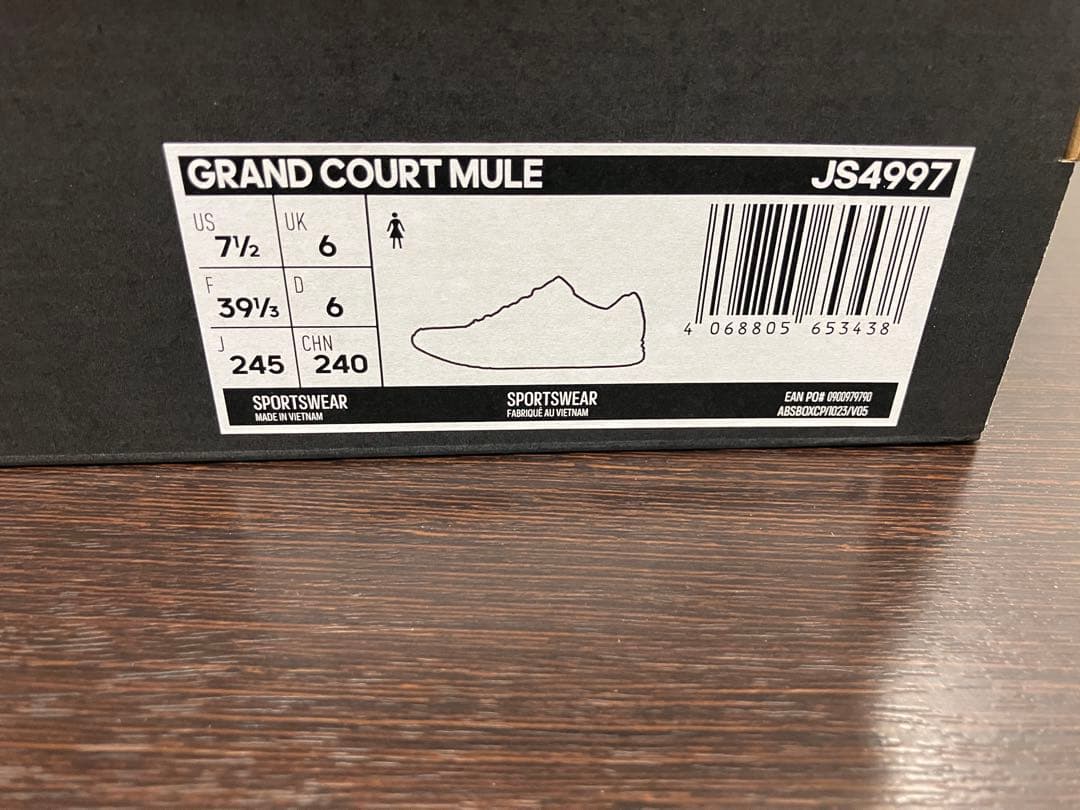 GRAND COURT MULE JS4997
US 7½ UK 6
F 39⅓ D 6
J 245 CHN 240
4 068805 653438
SPORTSWEAR
MADE IN VIETNAM
SPORTSWEAR
FABRIQUÉ AU VIETNAM
EAN PO# 0900979790
ABSBOXCP/1023/V05